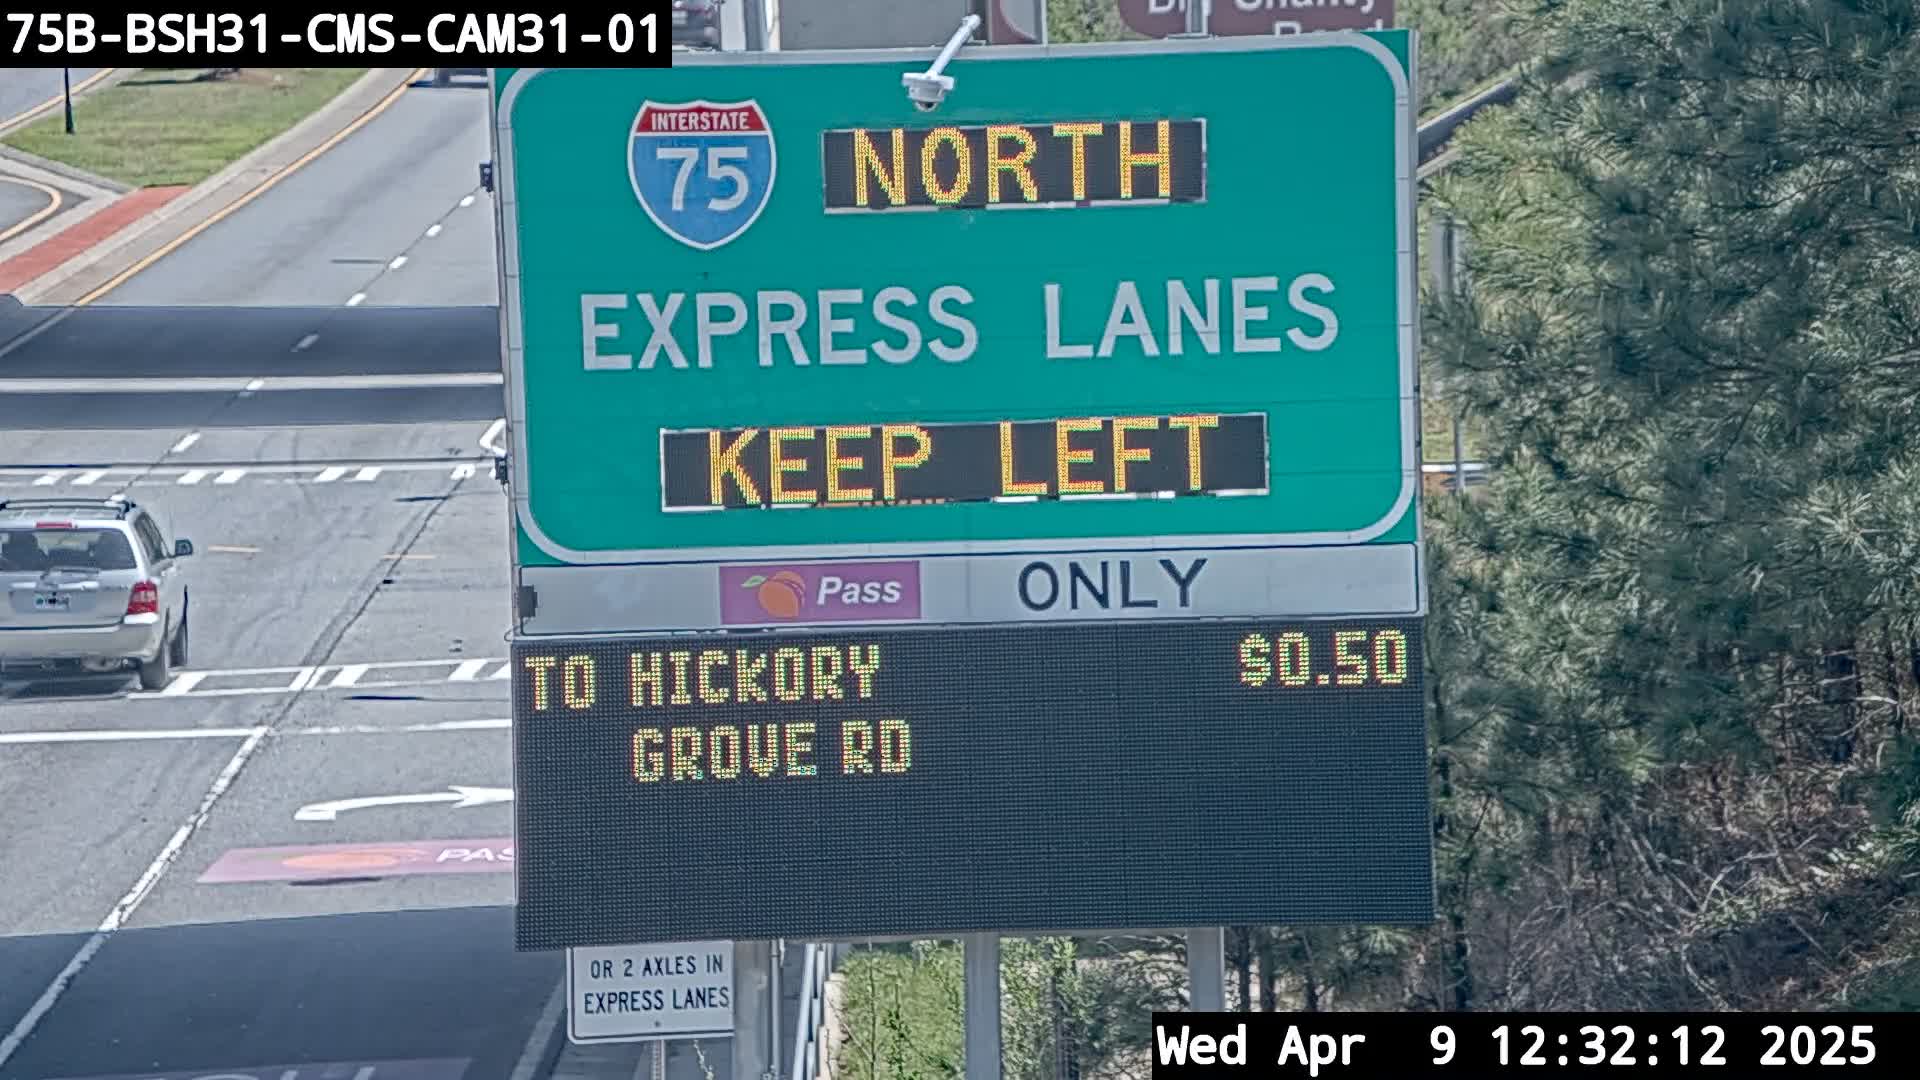 75B-BSH31-CMS-CAM31-01
INTERSTATE
75
NORTH
EXPRESS LANES
KEEP LEFT
Pass ONLY
TO HICKORY $0.50
GROVE RD
OR 2 AXLES IN
EXPRESS LANES
Wed Apr 9 12:32:12 2025